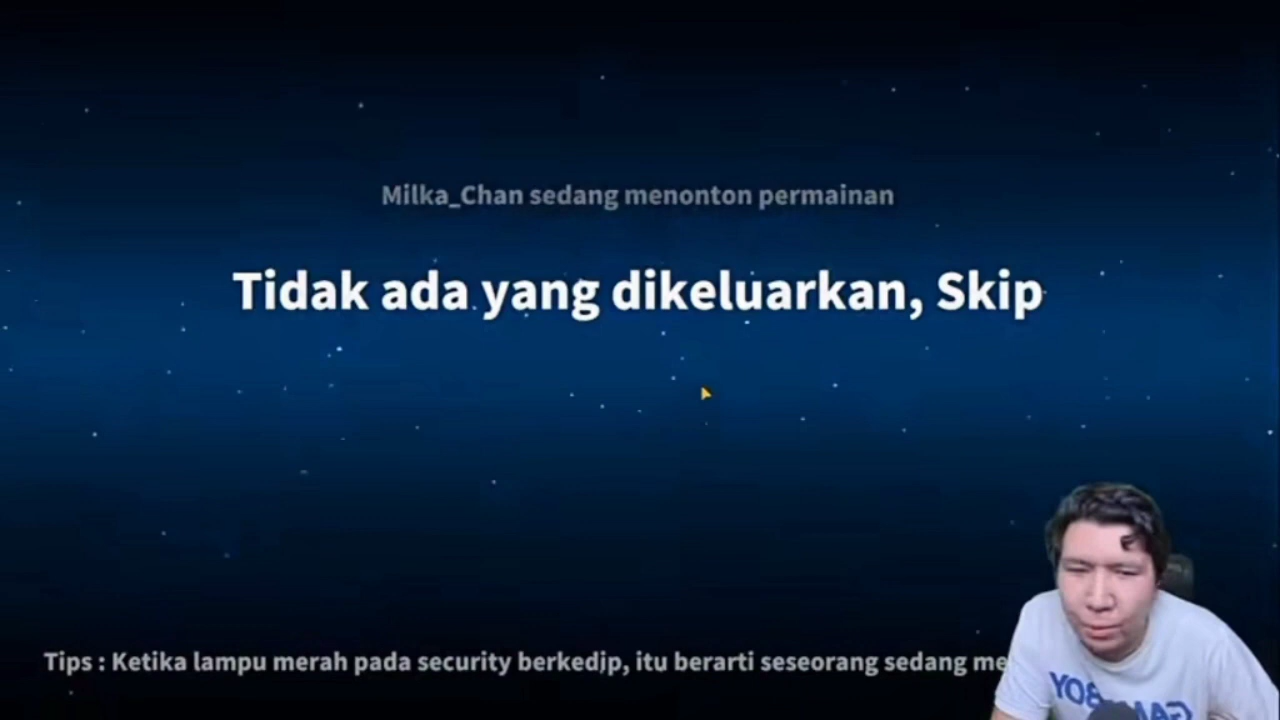 Milka_Chan sedang menonton permainan
Tidak ada yang dikeluarkan, Skip
Tips : Ketika lampu merah pada security berkedip, itu berarti seseorang sedang me